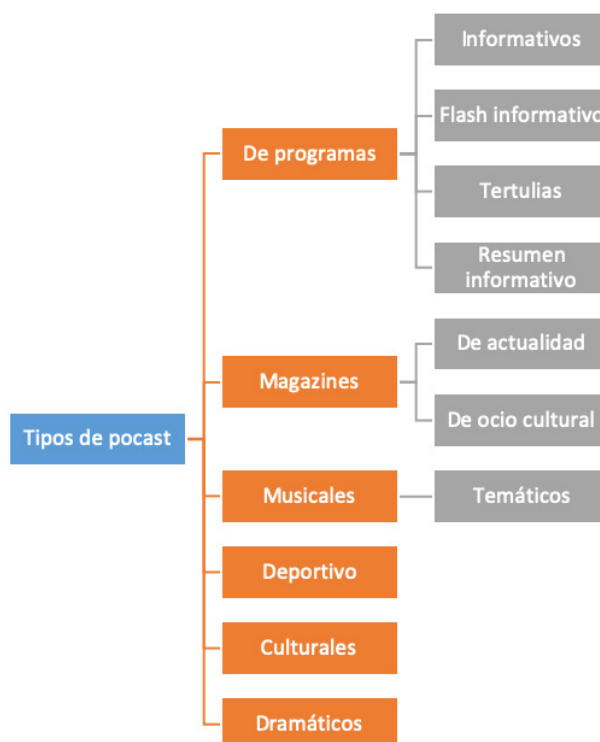 Tipos de pocast
De programas
Informativos
Flash informativo
Tertulias
Resumen
informativo
Magazines
De actualidad
De ocio cultural
Musicales
Temáticos
Deportivo
Culturales
Dramáticos